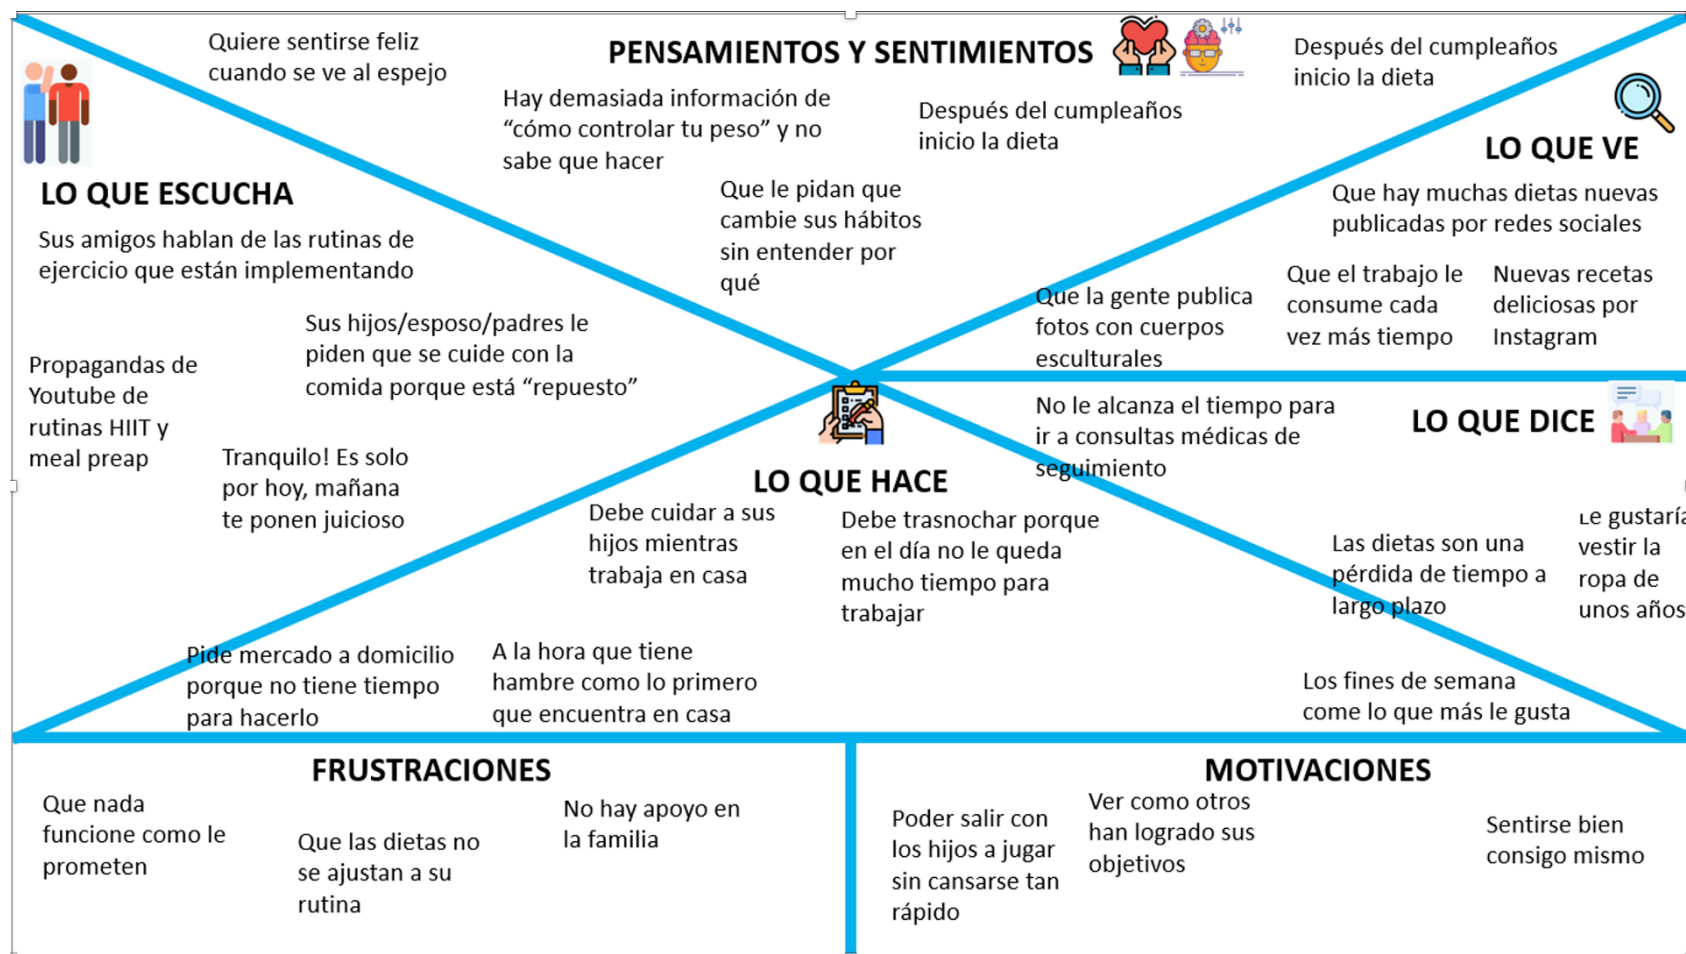 Quiere sentirse feliz
cuando se ve al espejo
PENSAMIENTOS Y SENTIMIENTOS
Hay demasiada información de
“cómo controlar tu peso” y no
sabe que hacer
Después del cumpleaños
inicio la dieta
Que le pidan que
cambie sus hábitos
sin entender por
qué
Después del cumpleaños
inicio la dieta
LO QUE VE
Que hay muchas dietas nuevas
publicadas por redes sociales
Que la gente publica
fotos con cuerpos
esculturales
Que el trabajo le
consume cada
vez más tiempo
Nuevas recetas
deliciosas por
Instagram
LO QUE ESCUCHA
Sus amigos hablan de las rutinas de
ejercicio que están implementando
Sus hijos/esposo/padres le
piden que se cuide con la
comida porque está “repuesto”
Propagandas de
Youtube de
rutinas HIIT y
meal preap
Tranquilo! Es solo
por hoy, mañana
te ponen juicioso
LO QUE DICE
No le alcanza el tiempo para
ir a consultas médicas de
seguimiento
Las dietas son una
pérdida de tiempo a
largo plazo
Le gustaría
vestir la
ropa de
unos años
Los fines de semana
come lo que más le gusta
LO QUE HACE
Debe cuidar a sus
hijos mientras
trabaja en casa
Debe trasnochar porque
en el día no le queda
mucho tiempo para
trabajar
Pide mercado a domicilio
porque no tiene tiempo
para hacerlo
A la hora que tiene
hambre como lo primero
que encuentra en casa
FRUSTRACIONES
Que nada
funcione como le
prometen
Que las dietas no
se ajustan a su
rutina
No hay apoyo en
la familia
MOTIVACIONES
Poder salir con
los hijos a jugar
sin cansarse tan
rápido
Ver como otros
han logrado sus
objetivos
Sentirse bien
consigo mismo